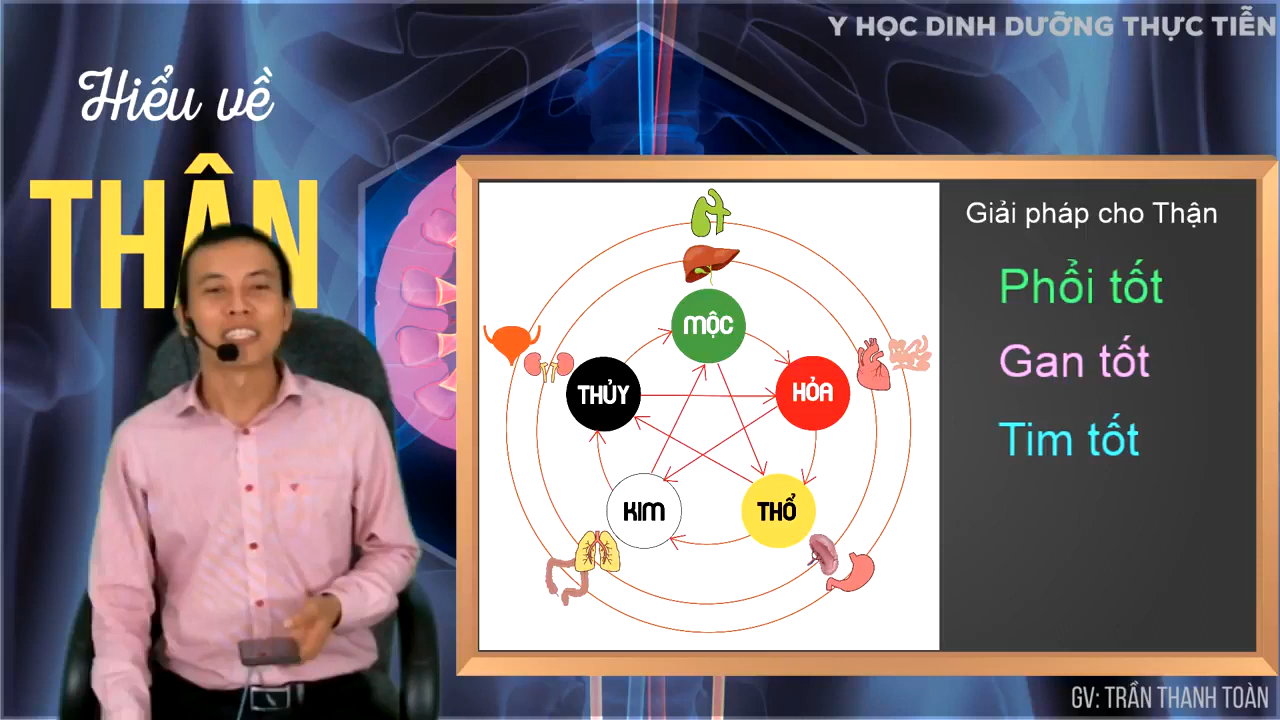 Y HỌC DINH DƯỠNG THỰC TIỄN
Hiểu về
THẬN
Giải pháp cho Thận
Phổi tốt
Gan tốt
Tim tốt
MỘC
THỦY
HỎA
KIM
THỔ
GV: TRẦN THANH TOÀN